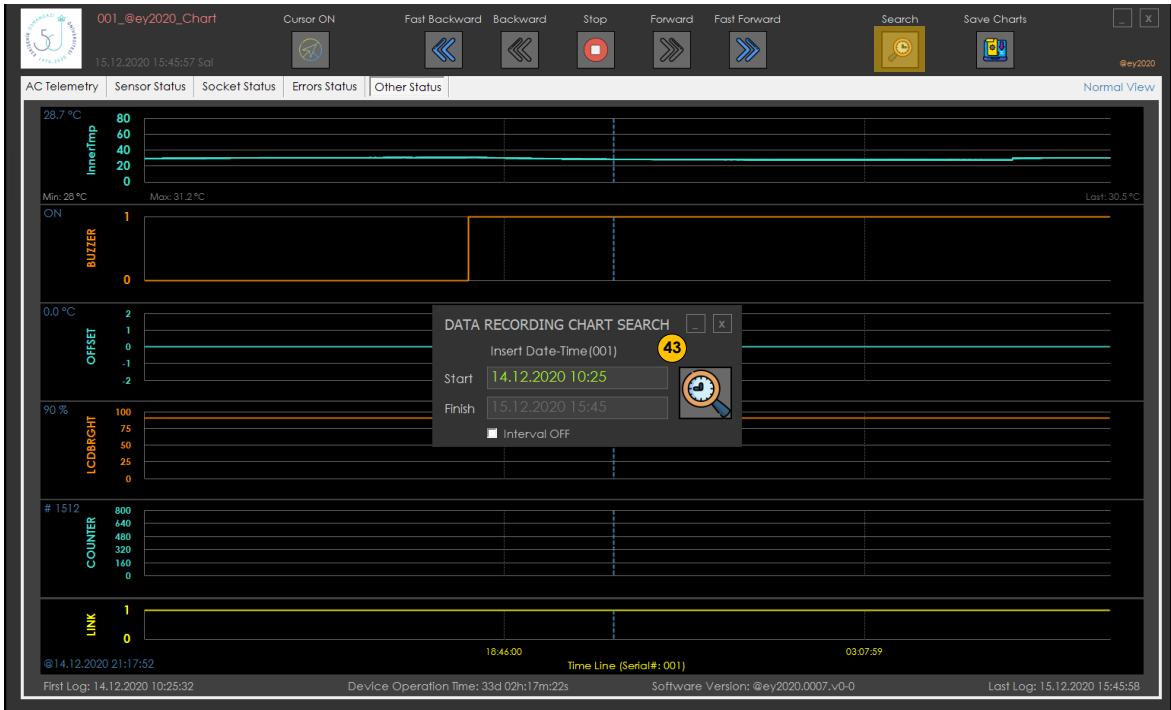 001_@ey2020_Chart
Cursor ON
Fast Backward
Backward
Stop
Forward
Fast Forward
Search
Save Charts
_
X
15.12.2020 15:45:57 Sal
@ey2020
AC Telemetry
Sensor Status
Socket Status
Errors Status
Other Status
Normal View
28.7 °C
InnerTmp
80
60
40
20
0
Min: 28 °C
Max: 31.2 °C
Last: 30.5 °C
ON
BUZZER
1
0
0.0 °C
OFFSET
2
1
0
-1
-2
DATA RECORDING CHART SEARCH
_
X
Insert Date-Time(001)
43
Start
14.12.2020 10:25
Finish
15.12.2020 15:45
Interval OFF
90 %
LCDBRGHT
100
75
50
25
0
# 1512
COUNTER
800
640
480
320
160
0
LINK
1
0
18:46:00
03:07:59
@14.12.2020 21:17:52
Time Line (Serial#: 001)
First Log: 14.12.2020 10:25:32
Device Operation Time: 33d 02h:17m:22s
Software Version: @ey2020.0007.v0-0
Last Log: 15.12.2020 15:45:58